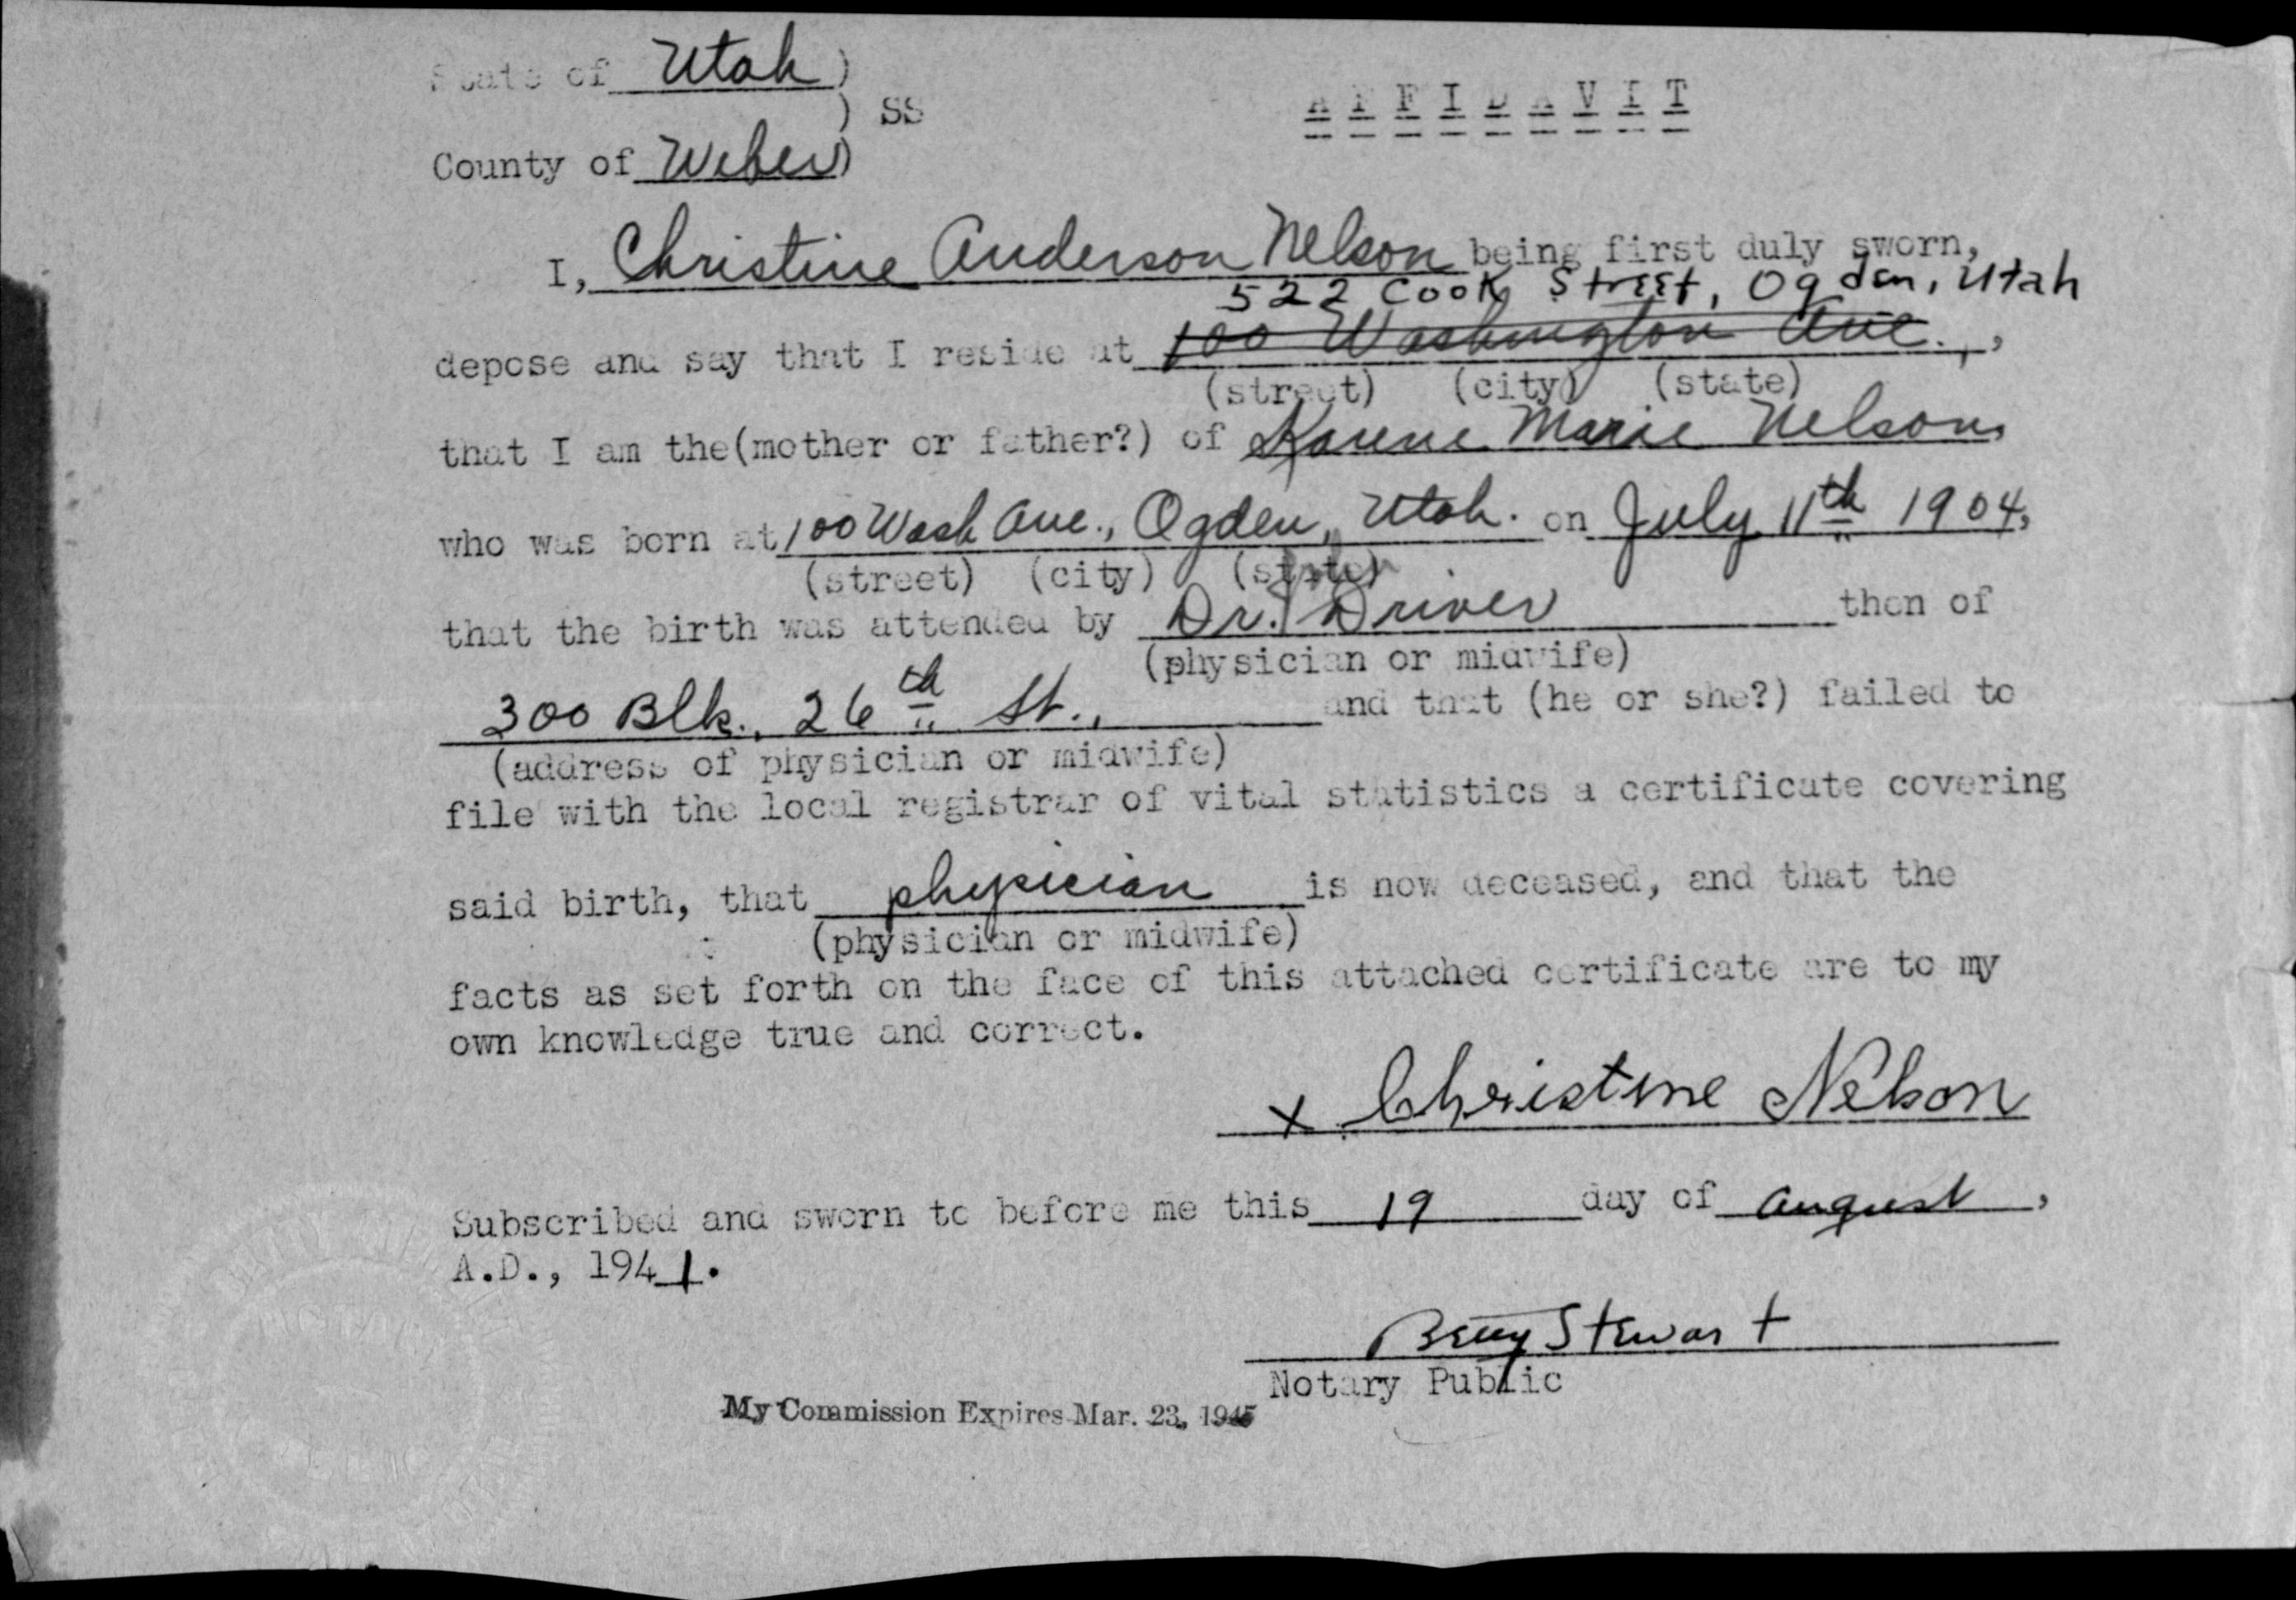 State of Utah )
) SS
AFFIDAVIT
County of Weber)
I, Christine Anderson Nelson being first duly sworn,
522 Cook Street, Ogden, Utah
depose and say that I reside at 100 Washington Ave.,
(street) (city) (state)
that I am the(mother or father?) of Karene Marie Nelson,
who was born at 100 Wash Ave., Ogden, Utah. on July 11th 1904,
(street) (city) (state)
that the birth was attended by Dr. Driver then of
(physician or midwife)
300 Blk., 26th St., and that (he or she?) failed to
(address of physician or midwife)
file with the local registrar of vital statistics a certificate covering
said birth, that physician is now deceased, and that the
(physician or midwife)
facts as set forth on the face of this attached certificate are to my
own knowledge true and correct.
x Christine Nelson
Subscribed and sworn to before me this 19 day of August,
A.D., 1941.
Betty Stewart
Notary Public
My Commission Expires Mar. 23, 1945